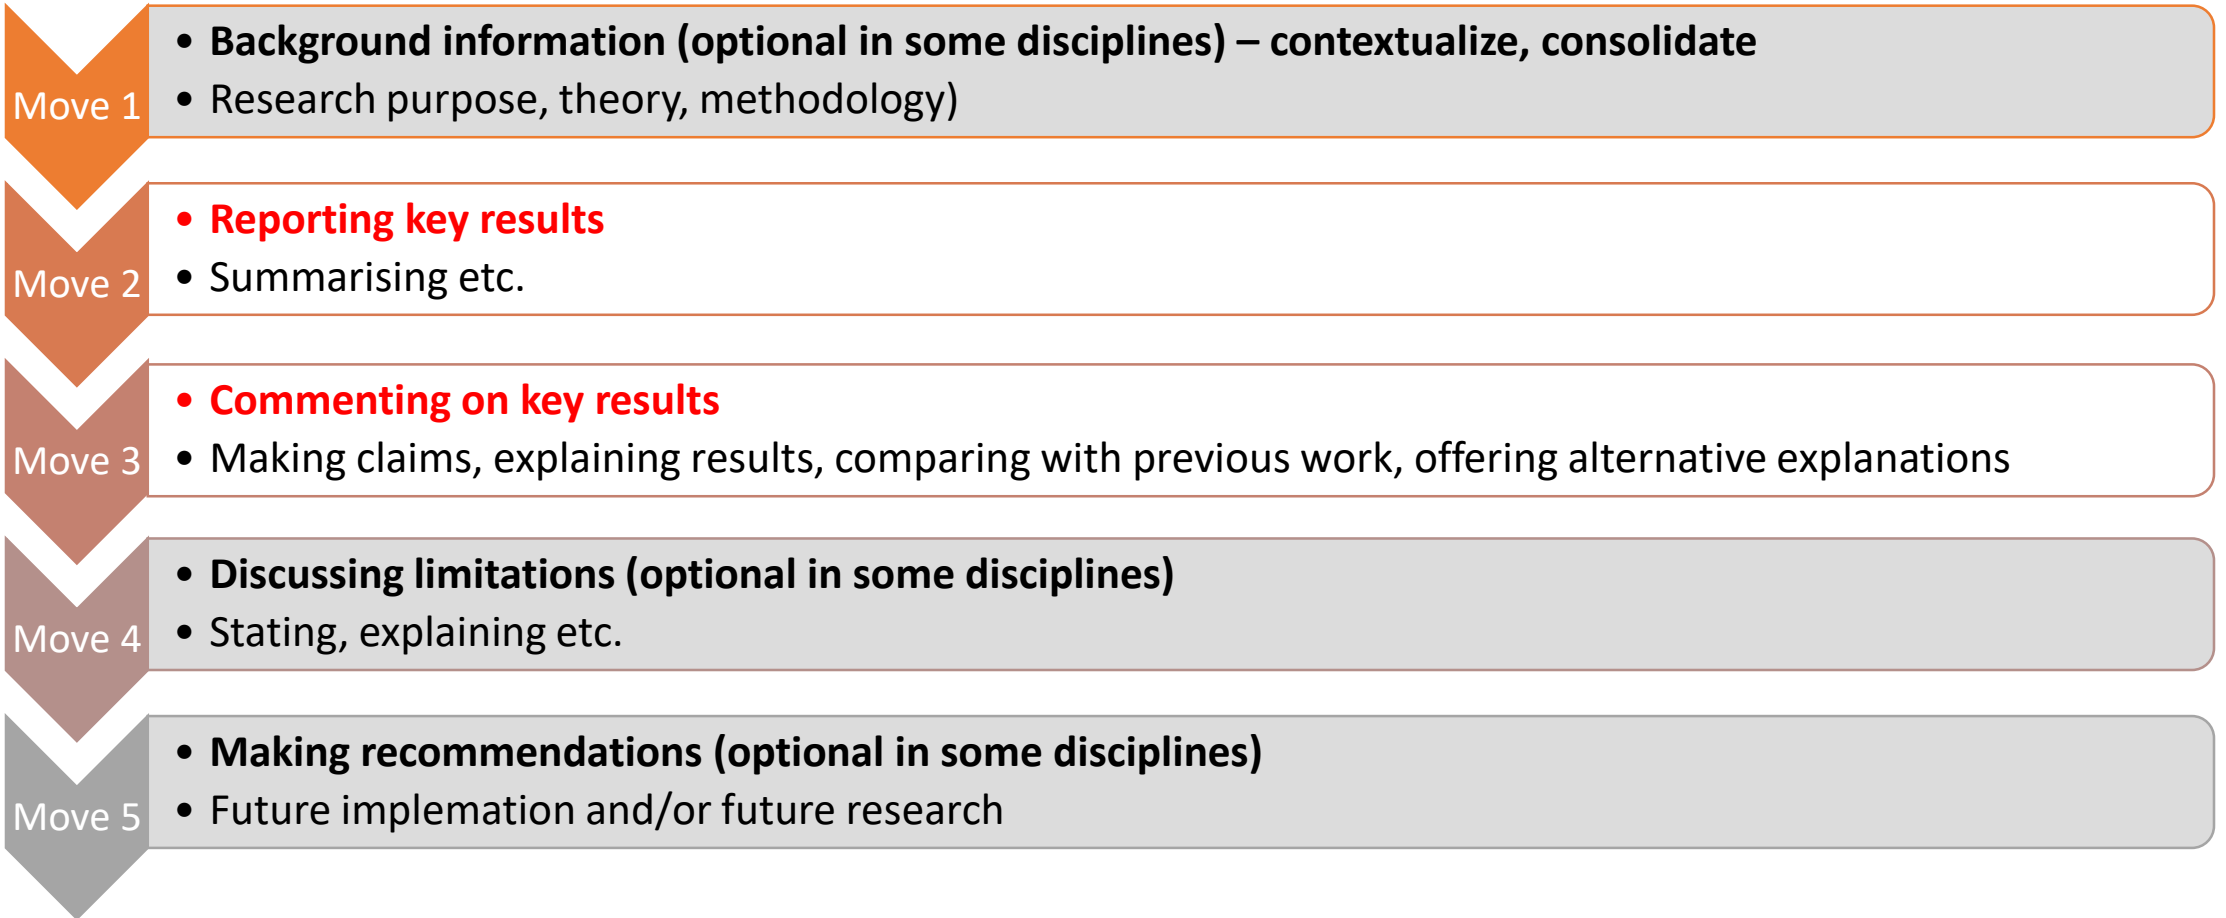 Move 1
• Background information (optional in some disciplines) – contextualize, consolidate
• Research purpose, theory, methodology)
Move 2
• Reporting key results
• Summarising etc.
Move 3
• Commenting on key results
• Making claims, explaining results, comparing with previous work, offering alternative explanations
Move 4
• Discussing limitations (optional in some disciplines)
• Stating, explaining etc.
Move 5
• Making recommendations (optional in some disciplines)
• Future implemation and/or future research